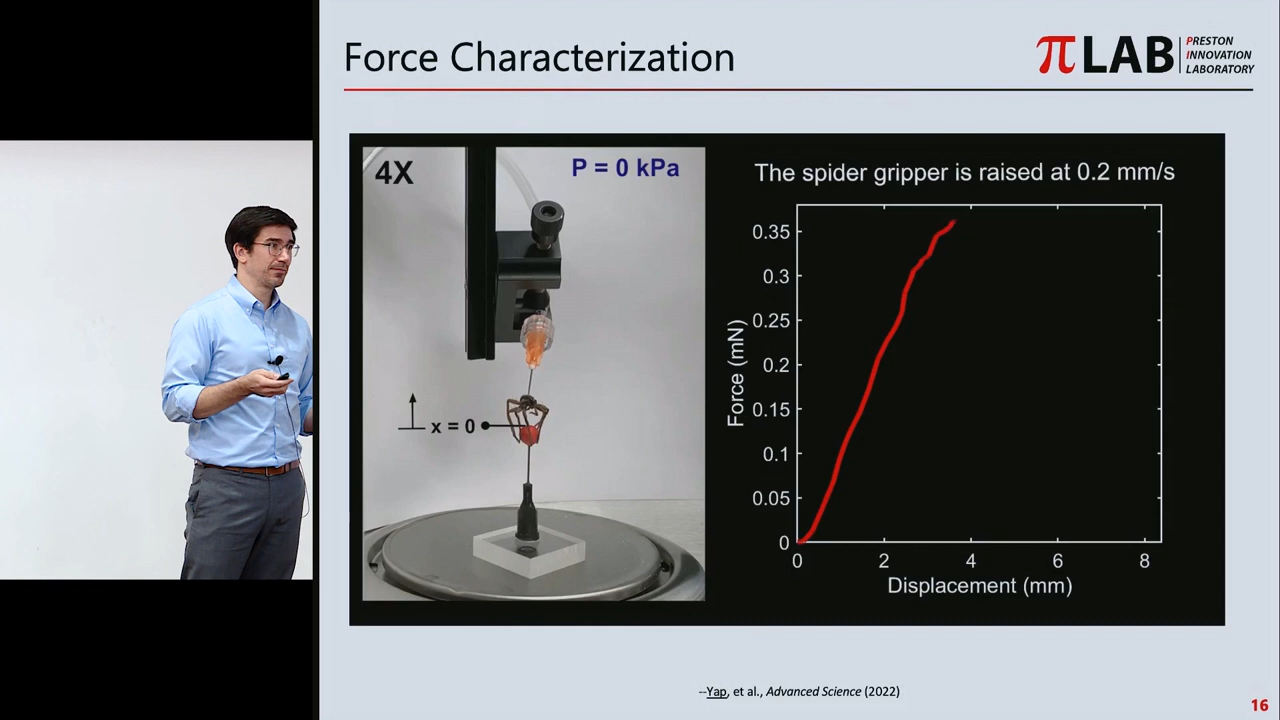 Force Characterization
πLAB
PRESTON
INNOVATION
LABORATORY
4X
P = 0 kPa
x = 0
The spider gripper is raised at 0.2 mm/s
Force (mN)
0.35
0.3
0.25
0.2
0.15
0.1
0.05
0
0 2 4 6 8
Displacement (mm)
--Yap, et al., Advanced Science (2022)
16